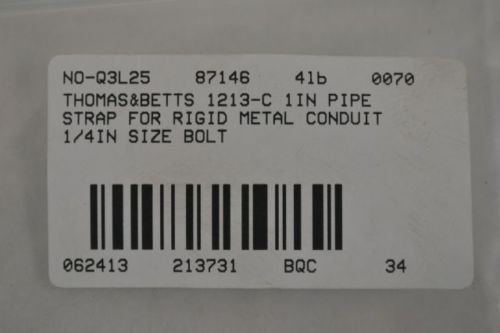 NO-Q3L25 87146 41b 0070
THOMAS&BETTS 1213-C 1IN PIPE
STRAP FOR RIGID METAL CONDUIT
1/4IN SIZE BOLT
062413 213731 BQC 34